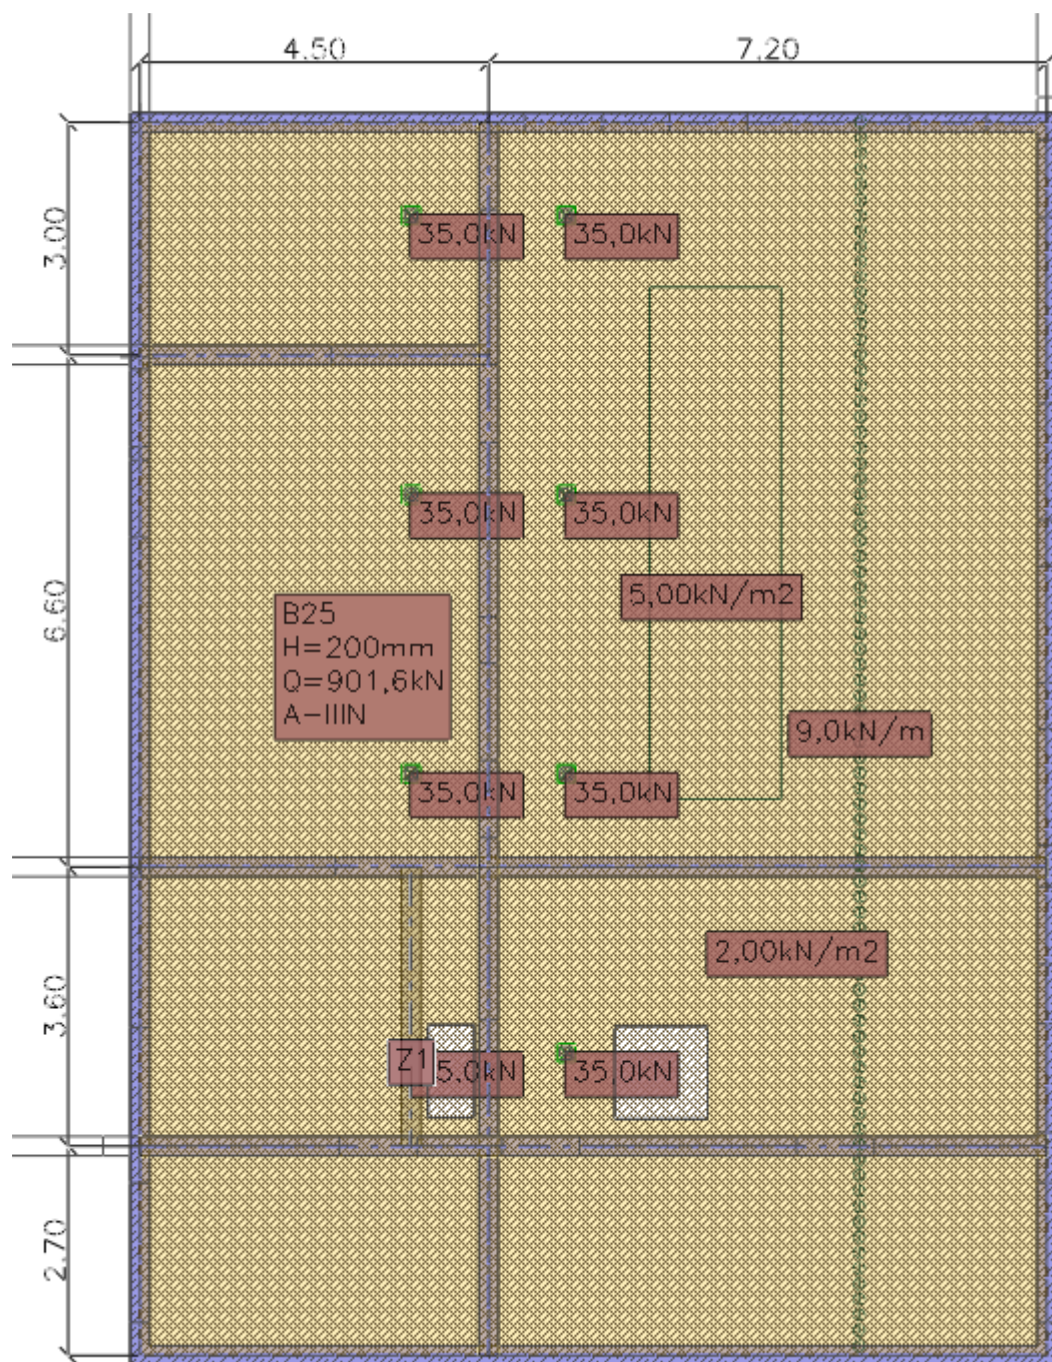 4.50
7.20
3.00
35,0kN
35,0kN
35,0kN
35,0kN
5,00kN/m2
6.60
B25
H=200mm
Q=901,6kN
A-IIIN
9,0kN/m
35,0kN
35,0kN
2,00kN/m2
3.60
Z1
5,0kN
35,0kN
2.70